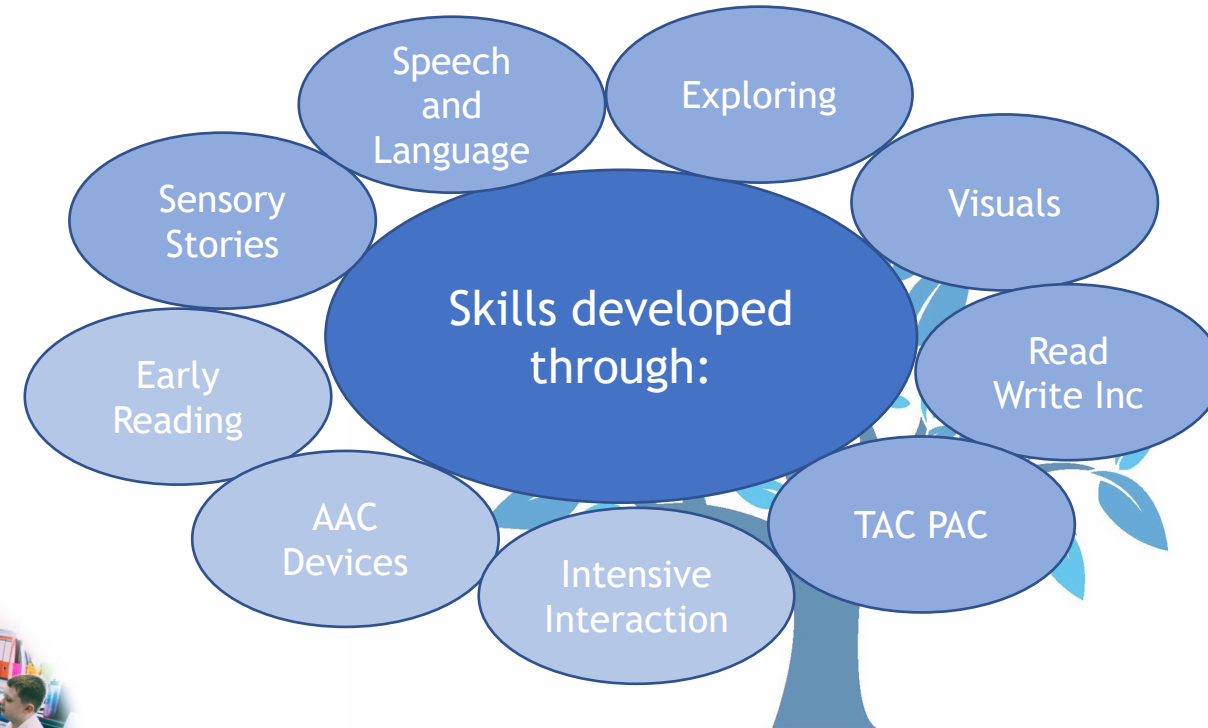 Speech
and
Language
Exploring
Sensory
Stories
Visuals
Skills developed
through:
Early
Reading
Read
Write Inc
AAC
Devices
TAC PAC
Intensive
Interaction